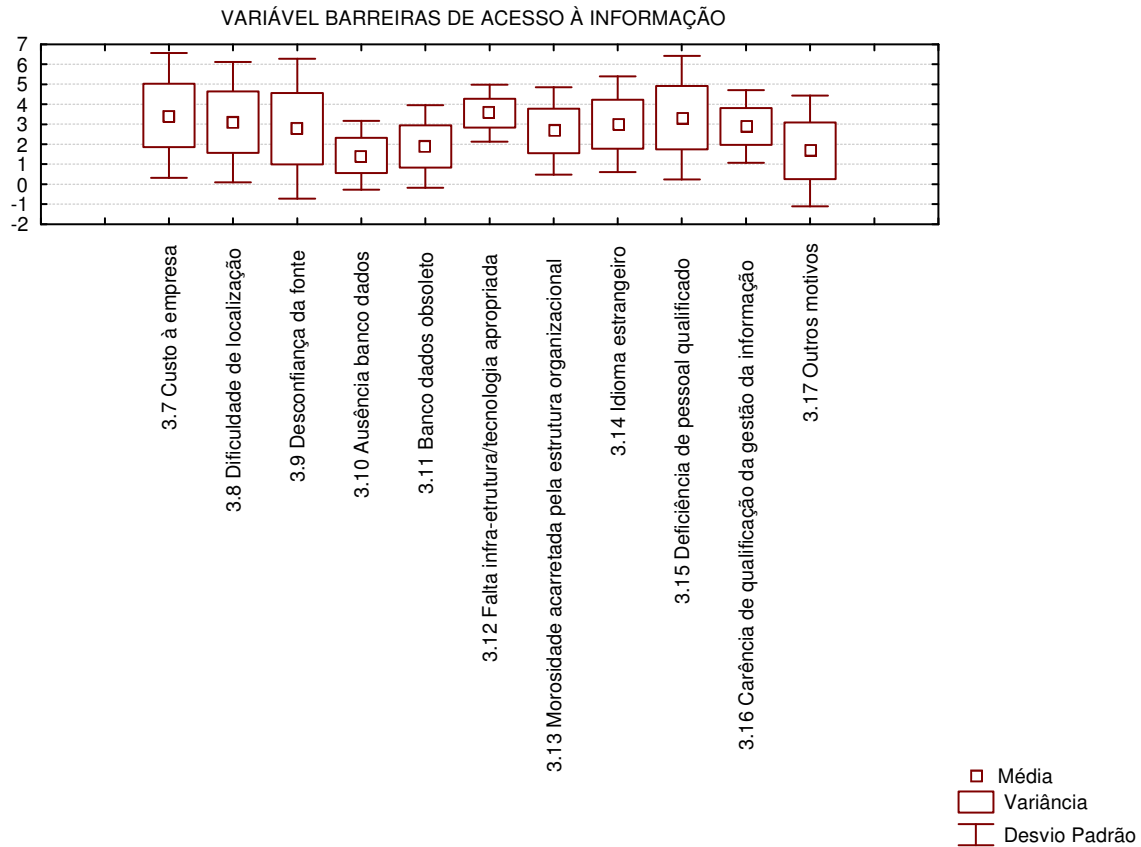 VARIÁVEL BARREIRAS DE ACESSO À INFORMAÇÃO
7
6
5
4
3
2
1
0
-1
-2
3.7 Custo à empresa
3.8 Dificuldade de localização
3.9 Desconfiança da fonte
3.10 Ausência banco dados
3.11 Banco dados obsoleto
3.12 Falta infra-etrutura/tecnologia apropriada
3.13 Morosidade acarretada pela estrutura organizacional
3.14 Idioma estrangeiro
3.15 Deficiência de pessoal qualificado
3.16 Carência de qualificação da gestão da informação
3.17 Outros motivos
Média
Variância
Desvio Padrão